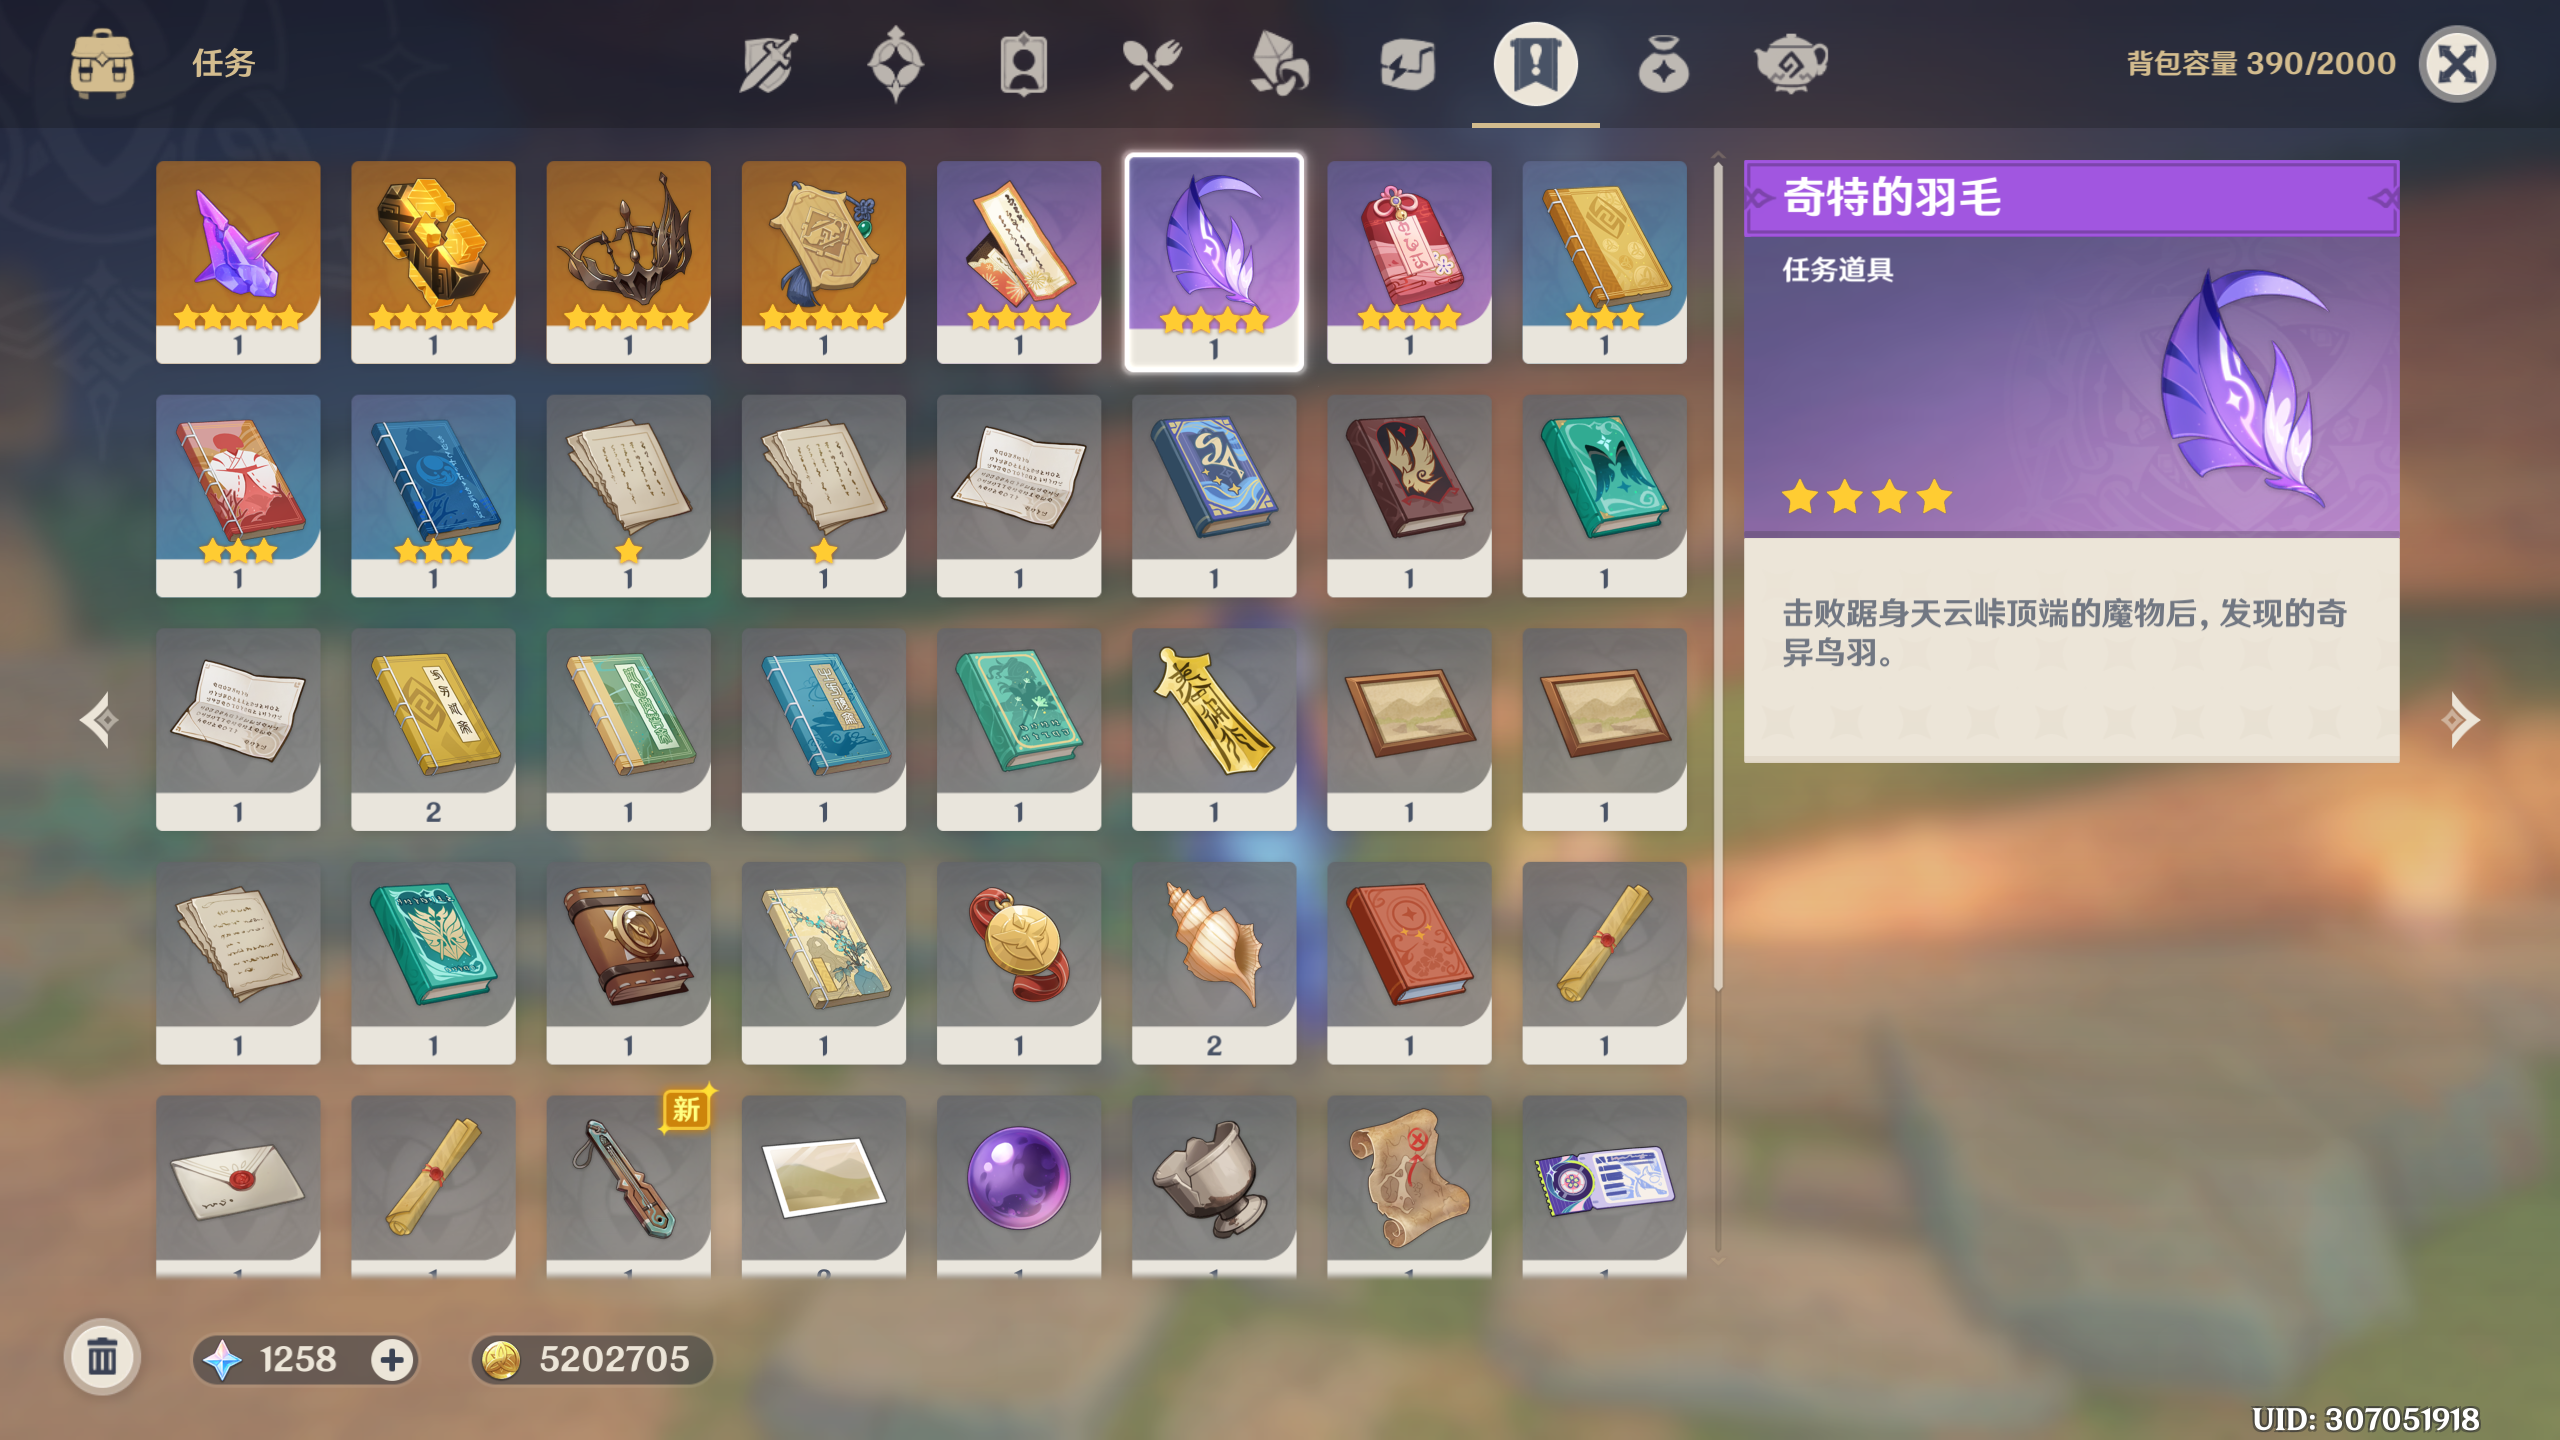 任务
背包容量 390/2000
奇特的羽毛
任务道具
击败踞身天云峠顶端的魔物后，发现的奇
异鸟羽。
1 1 1 1 1 1 1 1
1 1 1 1 1 1 1 1
1 2 1 1 1 1 1 1
1 1 1 1 1 2 1 1
新
1258
5202705
UID: 307051918